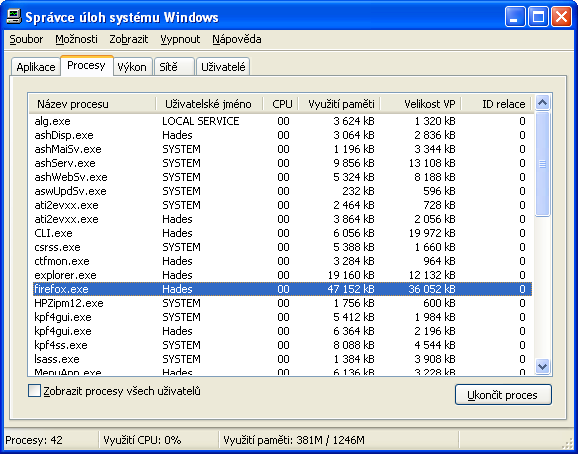 Správce úloh systému Windows
Soubor Možnosti Zobrazit Vypnout Nápověda
Aplikace Procesy Výkon Sítě Uživatelé
Název procesu Uživatelské jméno CPU Využití paměti Velikost VP ID relace
alg.exe LOCAL SERVICE 00 3 624 kB 1 320 kB 0
ashDisp.exe Hades 00 3 064 kB 2 836 kB 0
ashMaiSv.exe SYSTEM 00 1 196 kB 3 344 kB 0
ashServ.exe SYSTEM 00 9 856 kB 13 108 kB 0
ashWebSv.exe SYSTEM 00 5 324 kB 8 188 kB 0
aswUpdSv.exe SYSTEM 00 232 kB 596 kB 0
ati2evxx.exe SYSTEM 00 2 464 kB 728 kB 0
ati2evxx.exe Hades 00 3 864 kB 2 056 kB 0
CLI.exe Hades 00 6 056 kB 19 972 kB 0
csrss.exe SYSTEM 00 5 388 kB 1 660 kB 0
ctfmon.exe Hades 00 3 284 kB 964 kB 0
explorer.exe Hades 00 19 160 kB 12 132 kB 0
firefox.exe Hades 00 47 152 kB 36 052 kB 0
HPZipm12.exe SYSTEM 00 1 756 kB 600 kB 0
kpf4gui.exe SYSTEM 00 5 412 kB 1 984 kB 0
kpf4gui.exe Hades 00 6 364 kB 2 196 kB 0
kpf4ss.exe SYSTEM 00 8 088 kB 4 544 kB 0
lsass.exe SYSTEM 00 1 384 kB 3 908 kB 0
MenuApp.exe Hades 00 6 136 kB 3 228 kB 0
Zobrazit procesy všech uživatelů Ukončit proces
Procesy: 42 Využití CPU: 0% Využití paměti: 381M / 1246M